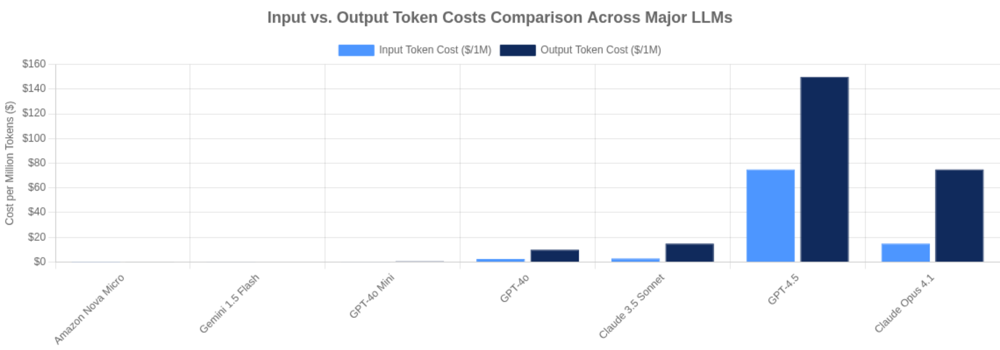 Input vs. Output Token Costs Comparison Across Major LLMs
Input Token Cost ($/1M) Output Token Cost ($/1M)
Cost per Million Tokens ($)
$160
$140
$120
$100
$80
$60
$40
$20
$0
Amazon Nova Micro
Gemini 1.5 Flash
GPT-4o Mini
GPT-4o
Claude 3.5 Sonnet
GPT-4.5
Claude Opus 4.1